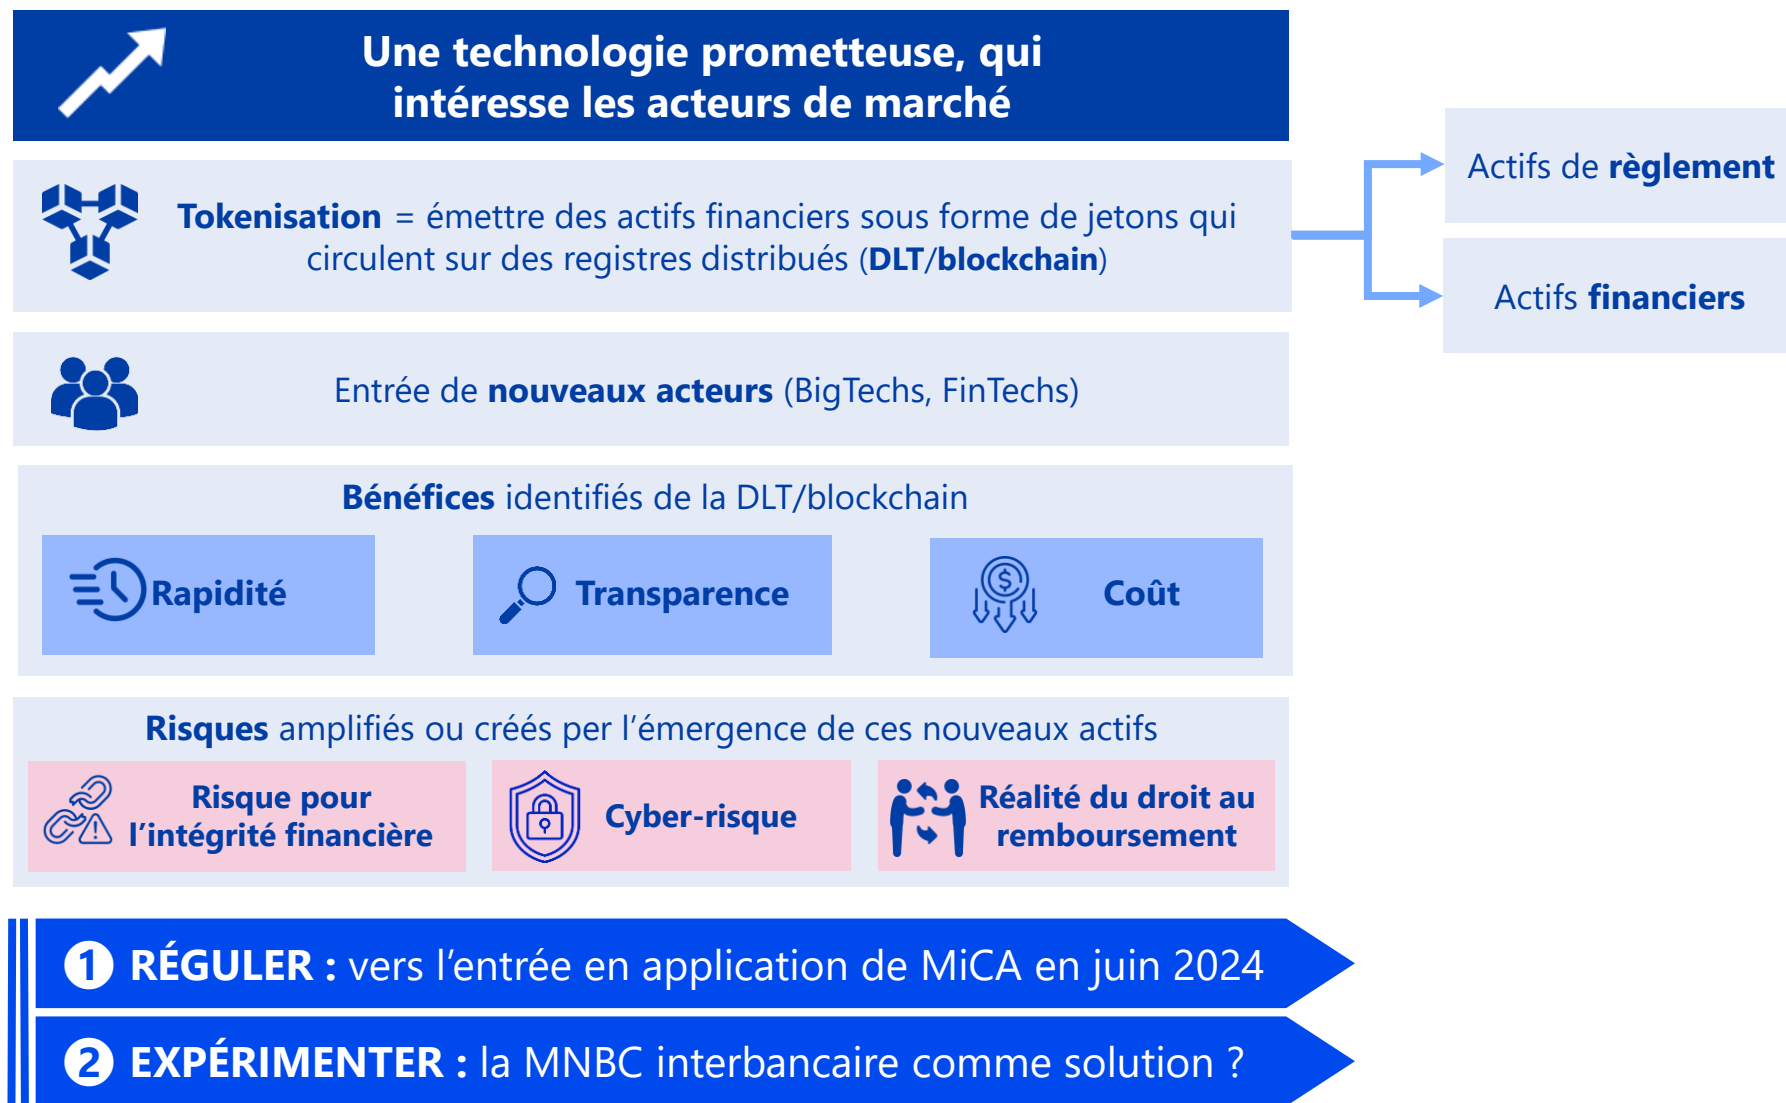 Une technologie prometteuse, qui
intéresse les acteurs de marché
Tokenisation = émettre des actifs financiers sous forme de jetons qui
circulent sur des registres distribués (DLT/blockchain)
Actifs de règlement
Actifs financiers
Entrée de nouveaux acteurs (BigTechs, FinTechs)
Bénéfices identifiés de la DLT/blockchain
Rapidité
Transparence
$
Coût
Risques amplifiés ou créés per l'émergence de ces nouveaux actifs
Risque pour
l'intégrité financière
Cyber-risque
Réalité du droit au
remboursement
1 RÉGULER : vers l'entrée en application de MiCA en juin 2024
2 EXPÉRIMENTER : la MNBC interbancaire comme solution ?